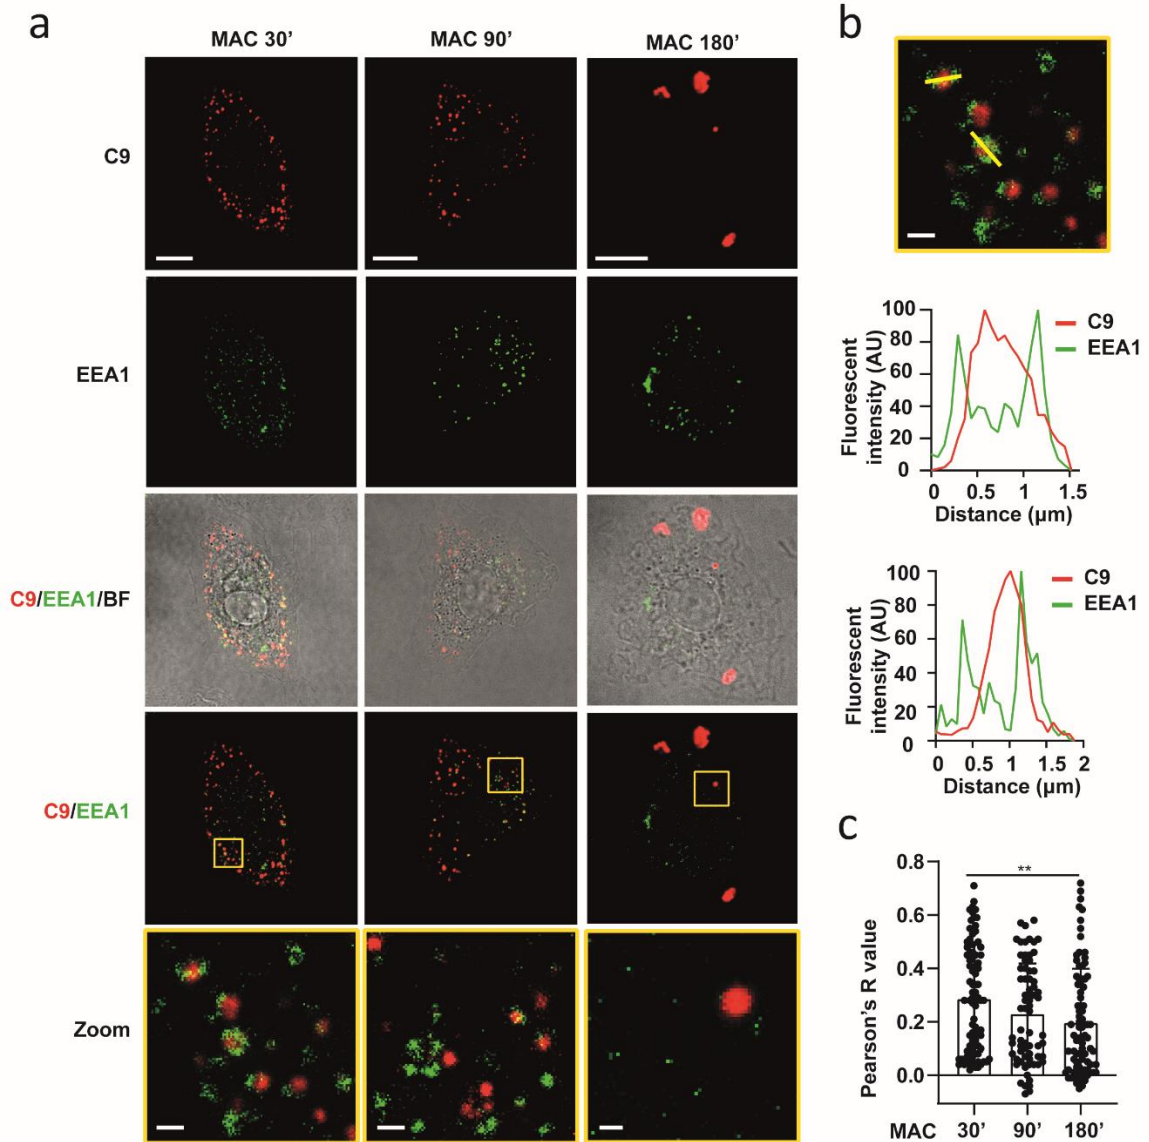 a
MAC 30’ MAC 90’ MAC 180’
C9
EEA1
C9/EEA1/BF
C9/EEA1
Zoom
b
100
80
60
40
20
0
Fluorescent
intensity (AU)
C9
EEA1
0 0.5 1 1.5
Distance (µm)
100
80
60
40
20
0
Fluorescent
intensity (AU)
C9
EEA1
0 0.5 1 1.5 2
Distance (µm)
c
0.8
0.6
0.4
0.2
0.0
Pearson’s R value
**
MAC 30’ 90’ 180’